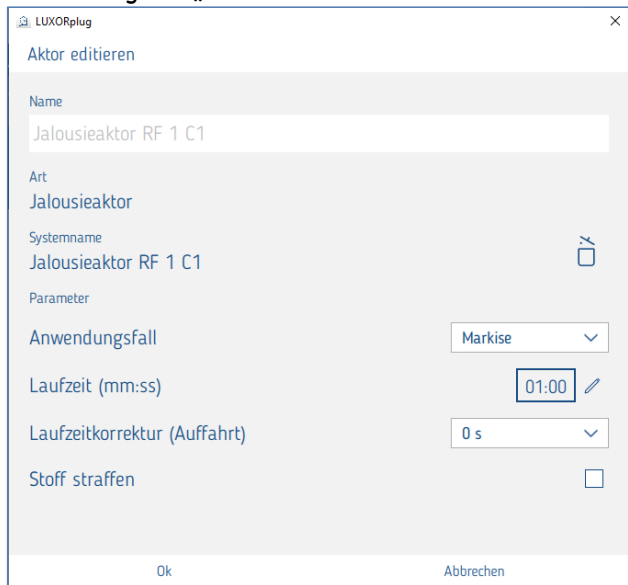 LUXORplug
Aktor editieren
Name
Jalousieaktor RF 1 C1
Art
Jalousieaktor
Systemname
Jalousieaktor RF 1 C1
Parameter
Anwendungsfall Markise
Laufzeit (mm:ss) 01:00
Laufzeitkorrektur (Auffahrt) 0 s
Stoff straffen
Ok Abbrechen